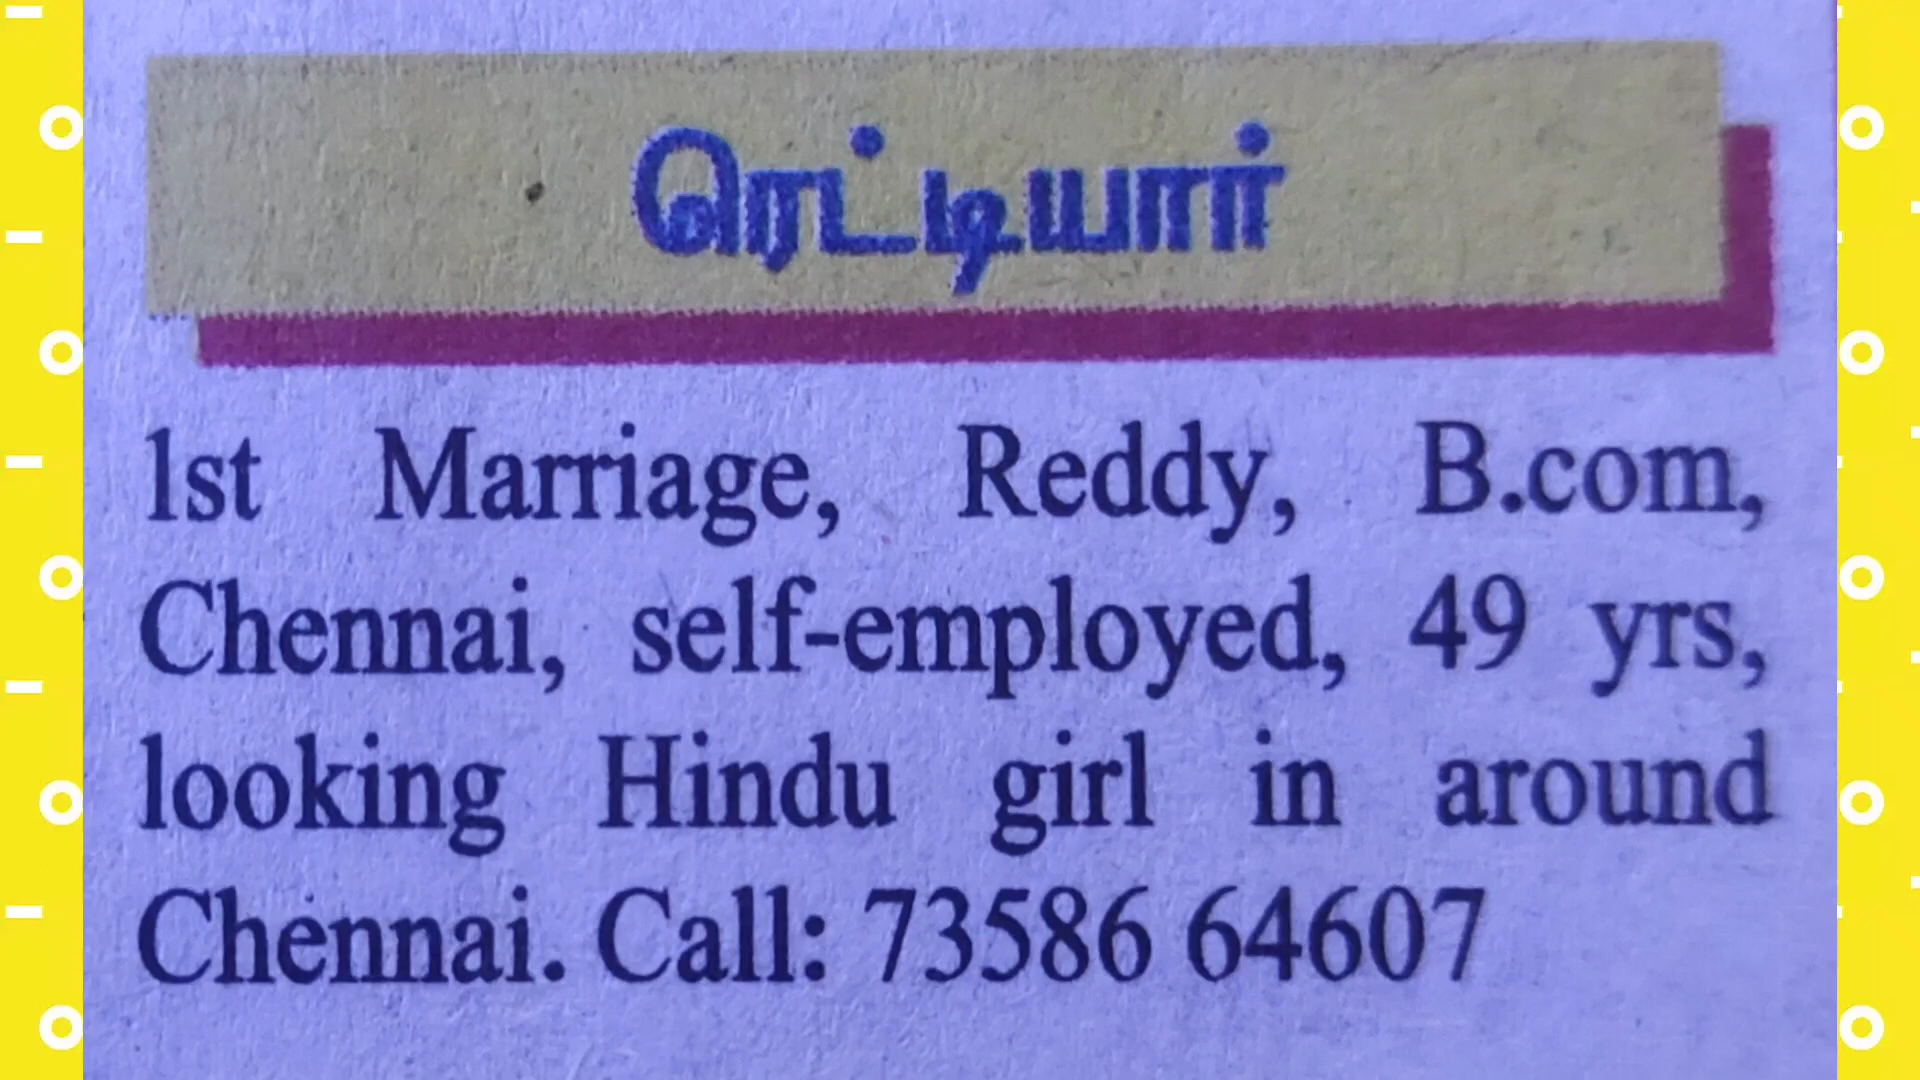 ரெட்டியார்
1st Marriage, Reddy, B.com,
Chennai, self-employed, 49 yrs,
looking Hindu girl in around
Chennai. Call: 73586 64607